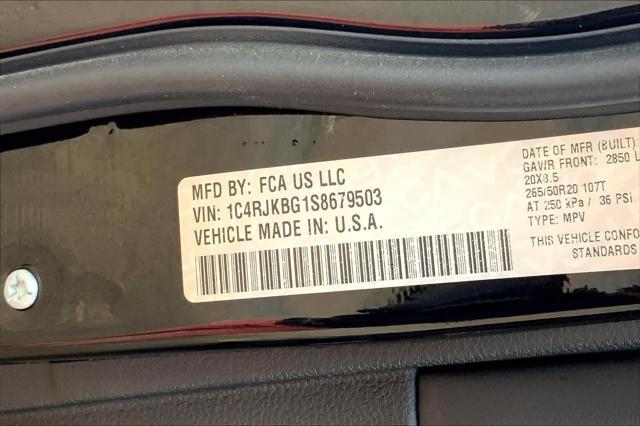 MFD BY: FCA US LLC
VIN: 1C4RJKBG1S8679503
VEHICLE MADE IN: U.S.A.
DATE OF MFR (BUILT):
GAVIR FRONT: 2850 L
20X8.5
265/50R20 107T
AT 250 kPa / 36 PSI
TYPE: MPV
THIS VEHICLE CONFO
STANDARDS